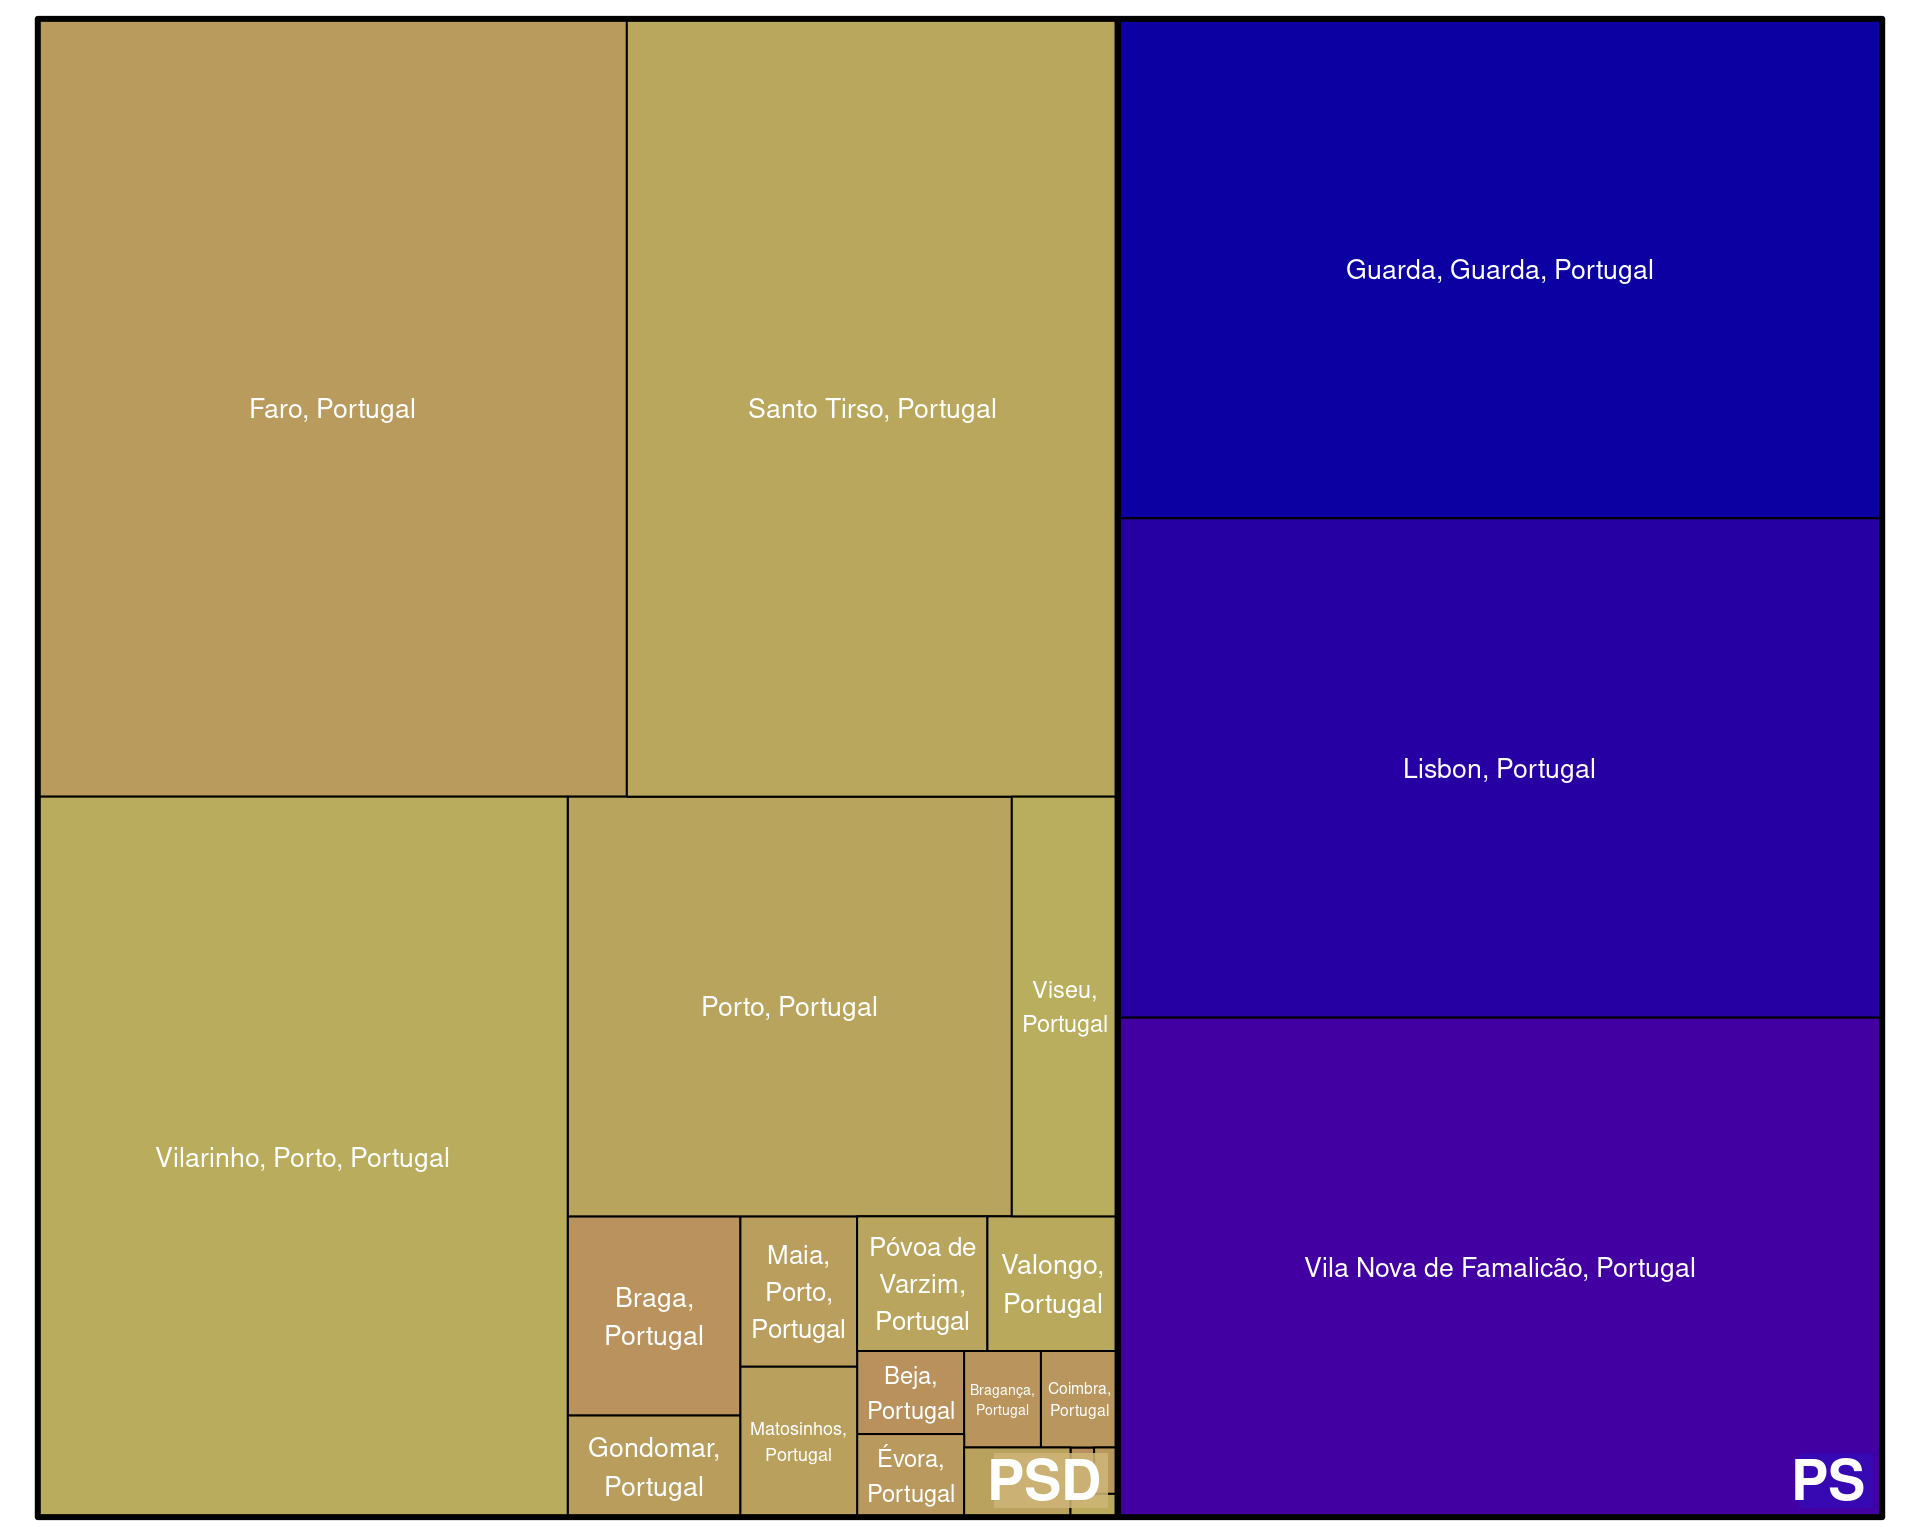 Faro, Portugal
Santo Tirso, Portugal
Guarda, Guarda, Portugal
Lisbon, Portugal
Vilarinho, Porto, Portugal
Porto, Portugal
Viseu,
Portugal
Vila Nova de Famalicão, Portugal
Braga,
Portugal
Maia,
Porto,
Portugal
Póvoa de
Varzim,
Portugal
Valongo,
Portugal
Gondomar,
Portugal
Matosinhos,
Portugal
Beja,
Portugal
Bragança,
Portugal
Coimbra,
Portugal
Évora,
Portugal
PSD
PS